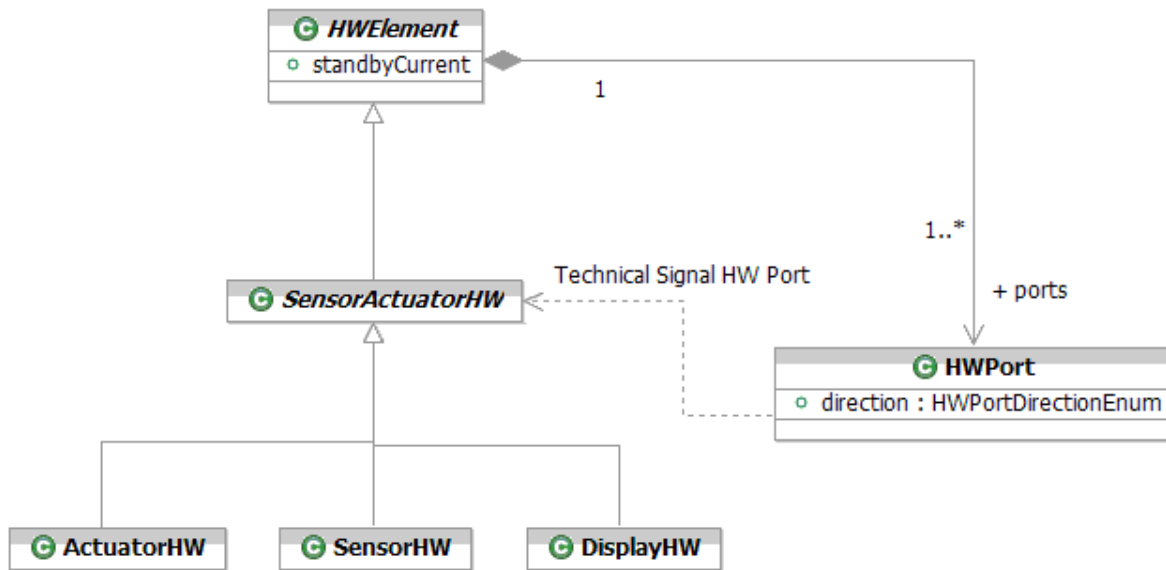 HWElement
standbyCurrent
1
1..*
Technical Signal HW Port
SensorActuatorHW
+ ports
HWPort
direction : HWPortDirectionEnum
ActuatorHW
SensorHW
DisplayHW